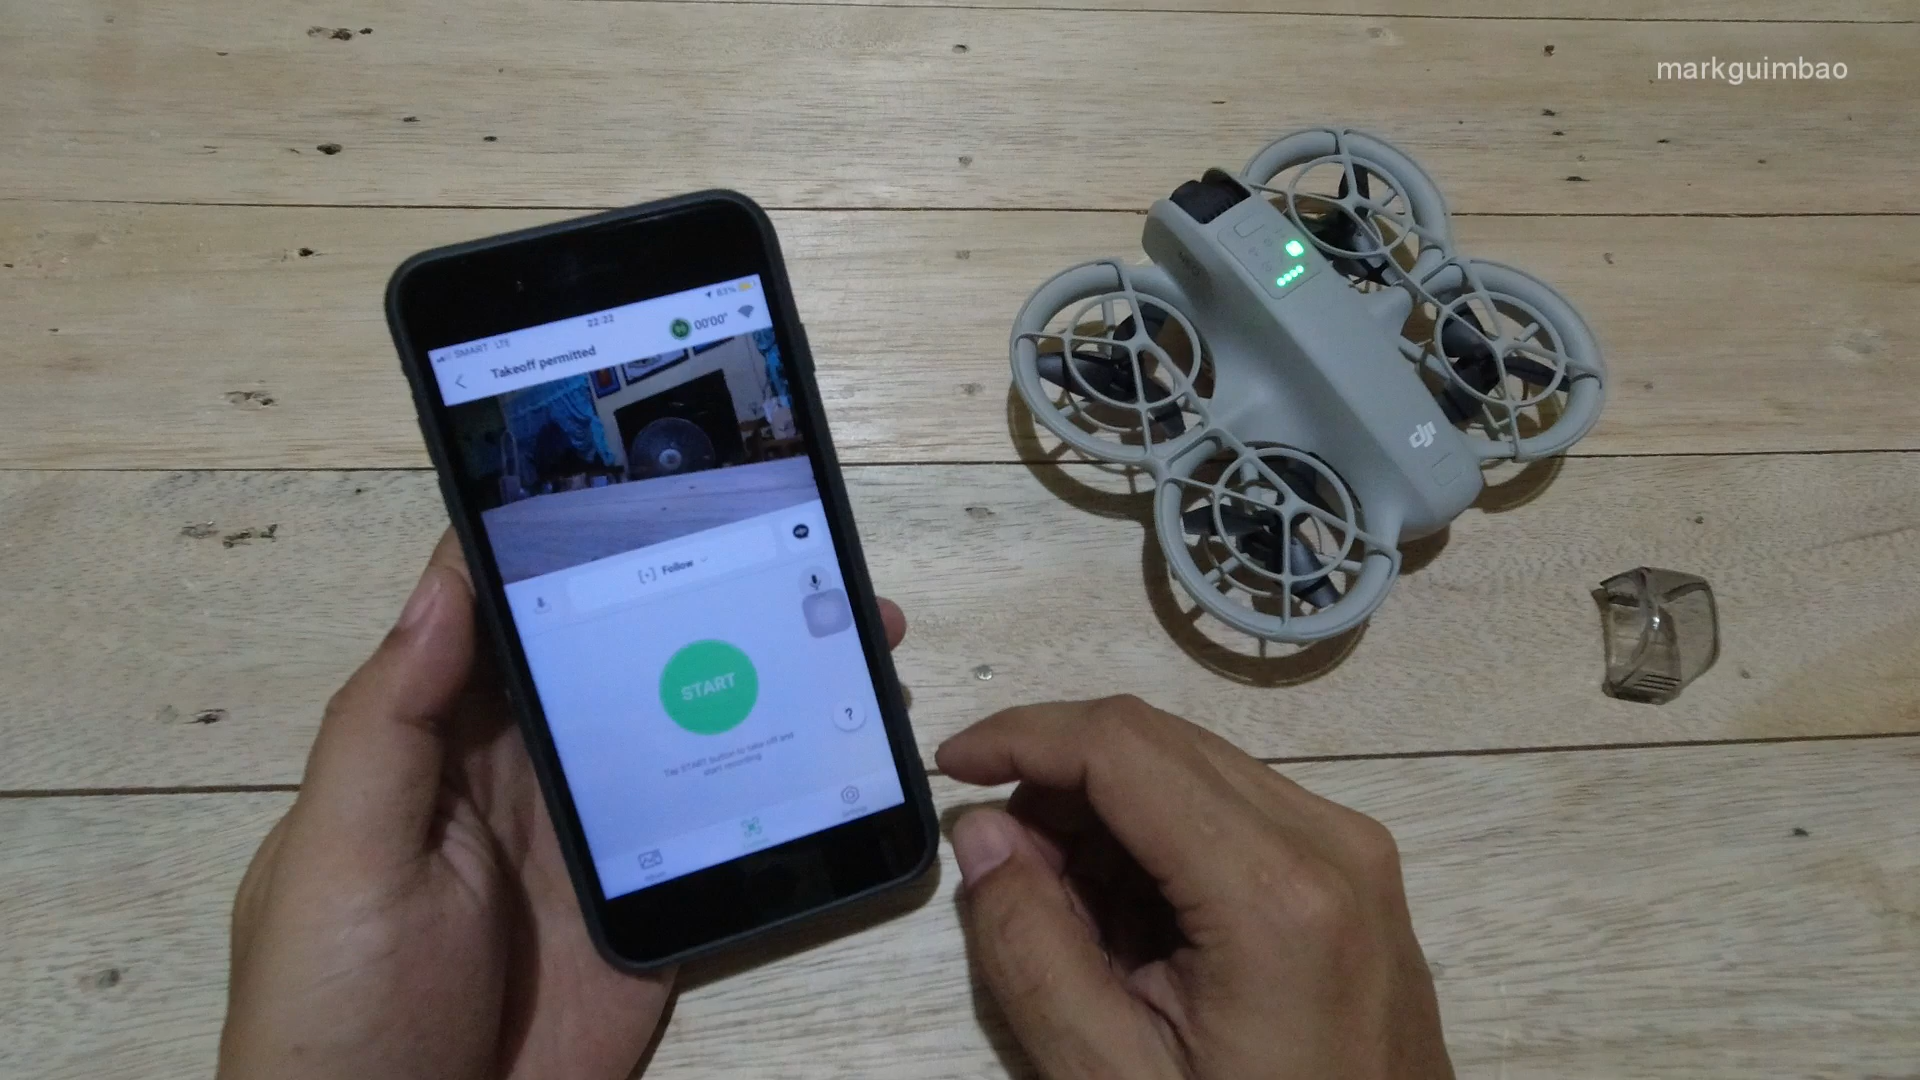 markguimbao
SMART LTE
22:22
83%
Takeoff permitted
00'00"
Follow
START
Tap START button to take off and
start recording
?
Album
dji